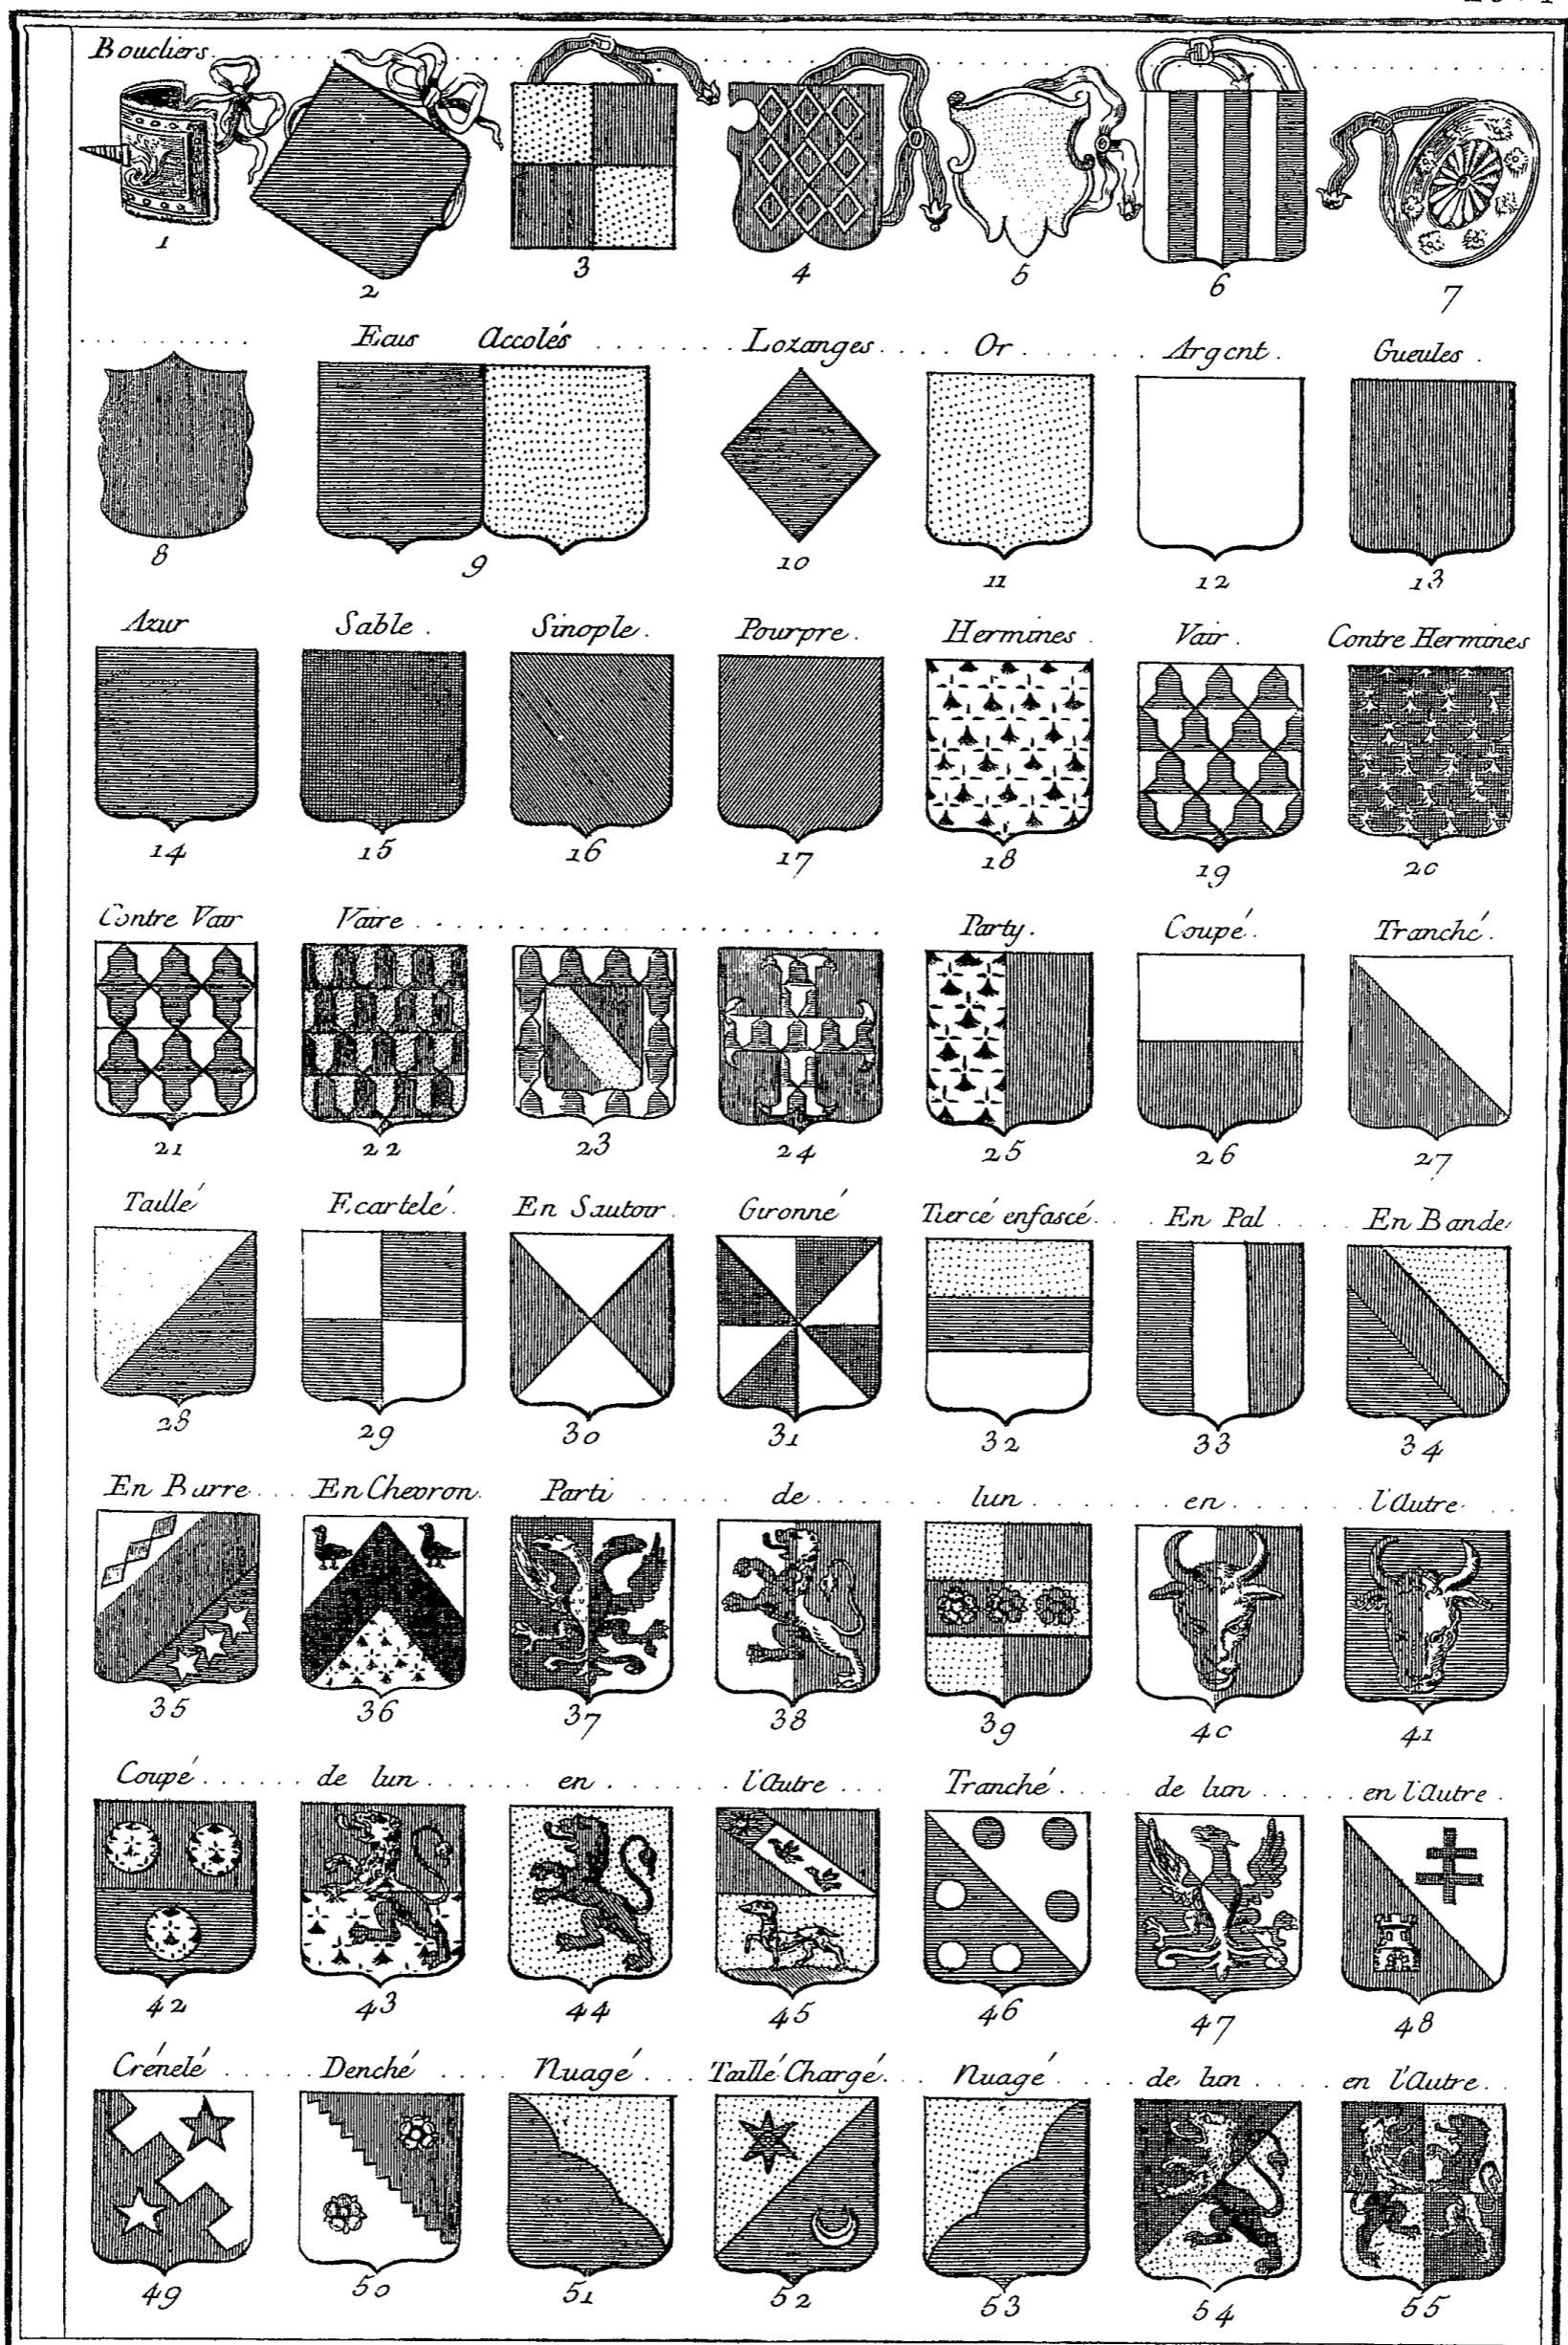 Boucliers
1 2 3 4 5 6 7
Ecus Accolés Lozanges Or Argent Gueules
8 9 10 11 12 13
Azur Sable Sinople Pourpre Hermines Vair Contre Hermines
14 15 16 17 18 19 20
Contre Vair Vaire Party Coupé Tranché
21 22 23 24 25 26 27
Taillé Ecartelé En Sautoir Gironné Tiercé enfascé En Pal En Bande
28 29 30 31 32 33 34
En Barre En Chevron Parti de lun en l'Autre
35 36 37 38 39 40 41
Coupé de lun en l'Autre Tranché de lun en l'Autre
42 43 44 45 46 47 48
Crénelé Denché Nuagé Taillé Chargé Nuagé de lun en l'Autre
49 50 51 52 53 54 55